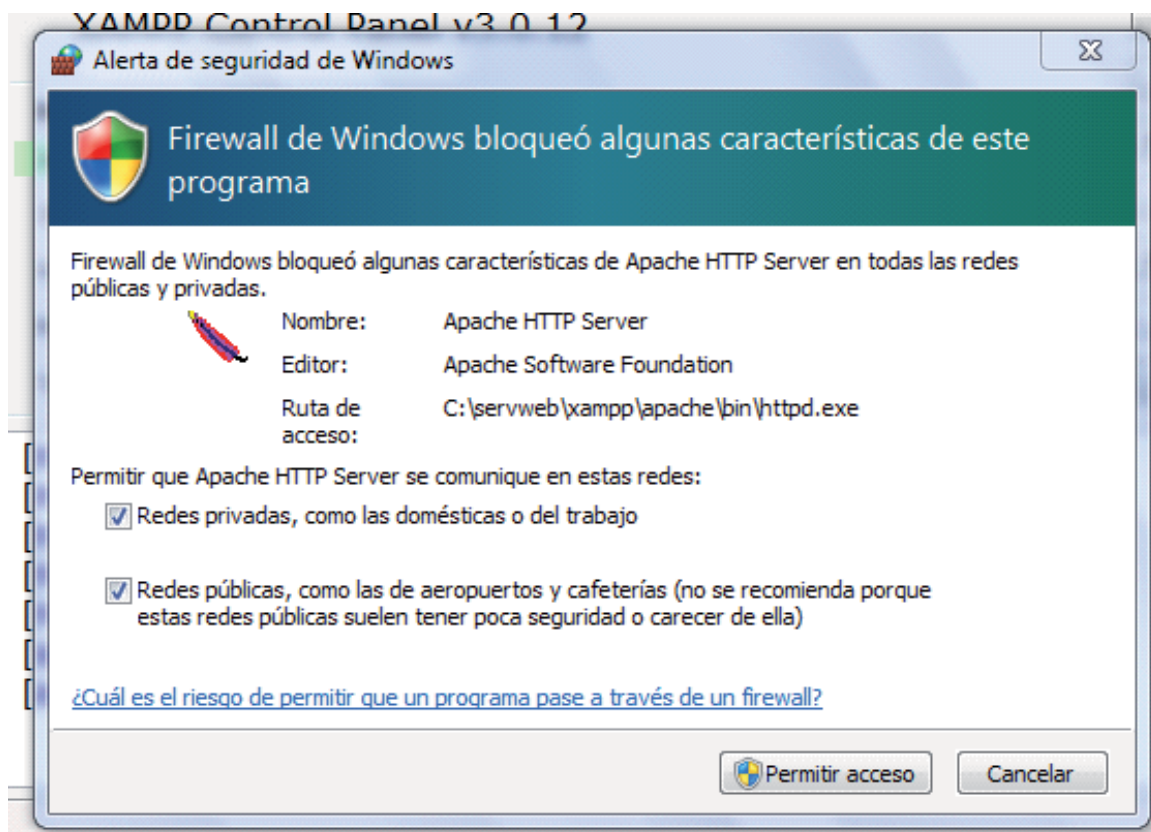 XAMPP Control Panel v3.0.12
Alerta de seguridad de Windows
Firewall de Windows bloqueó algunas características de este
programa
Firewall de Windows bloqueó algunas características de Apache HTTP Server en todas las redes
públicas y privadas.
Nombre: Apache HTTP Server
Editor: Apache Software Foundation
Ruta de C:\servweb\xampp\apache\bin\httpd.exe
acceso:
Permitir que Apache HTTP Server se comunique en estas redes:
Redes privadas, como las domésticas o del trabajo
Redes públicas, como las de aeropuertos y cafeterías (no se recomienda porque
estas redes públicas suelen tener poca seguridad o carecer de ella)
¿Cuál es el riesgo de permitir que un programa pase a través de un firewall?
Permitir acceso Cancelar